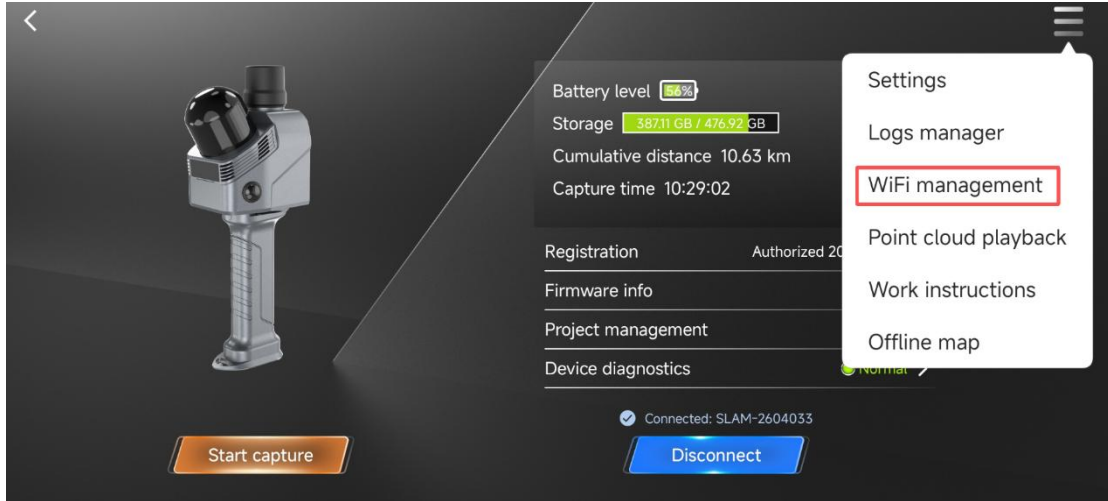 Battery level 56%
Storage 387.11 GB / 476.92 GB
Cumulative distance 10.63 km
Capture time 10:29:02
Registration Authorized 20
Firmware info
Project management
Device diagnostics Normal
Connected: SLAM-2604033
Start capture
Disconnect
Settings
Logs manager
WiFi management
Point cloud playback
Work instructions
Offline map